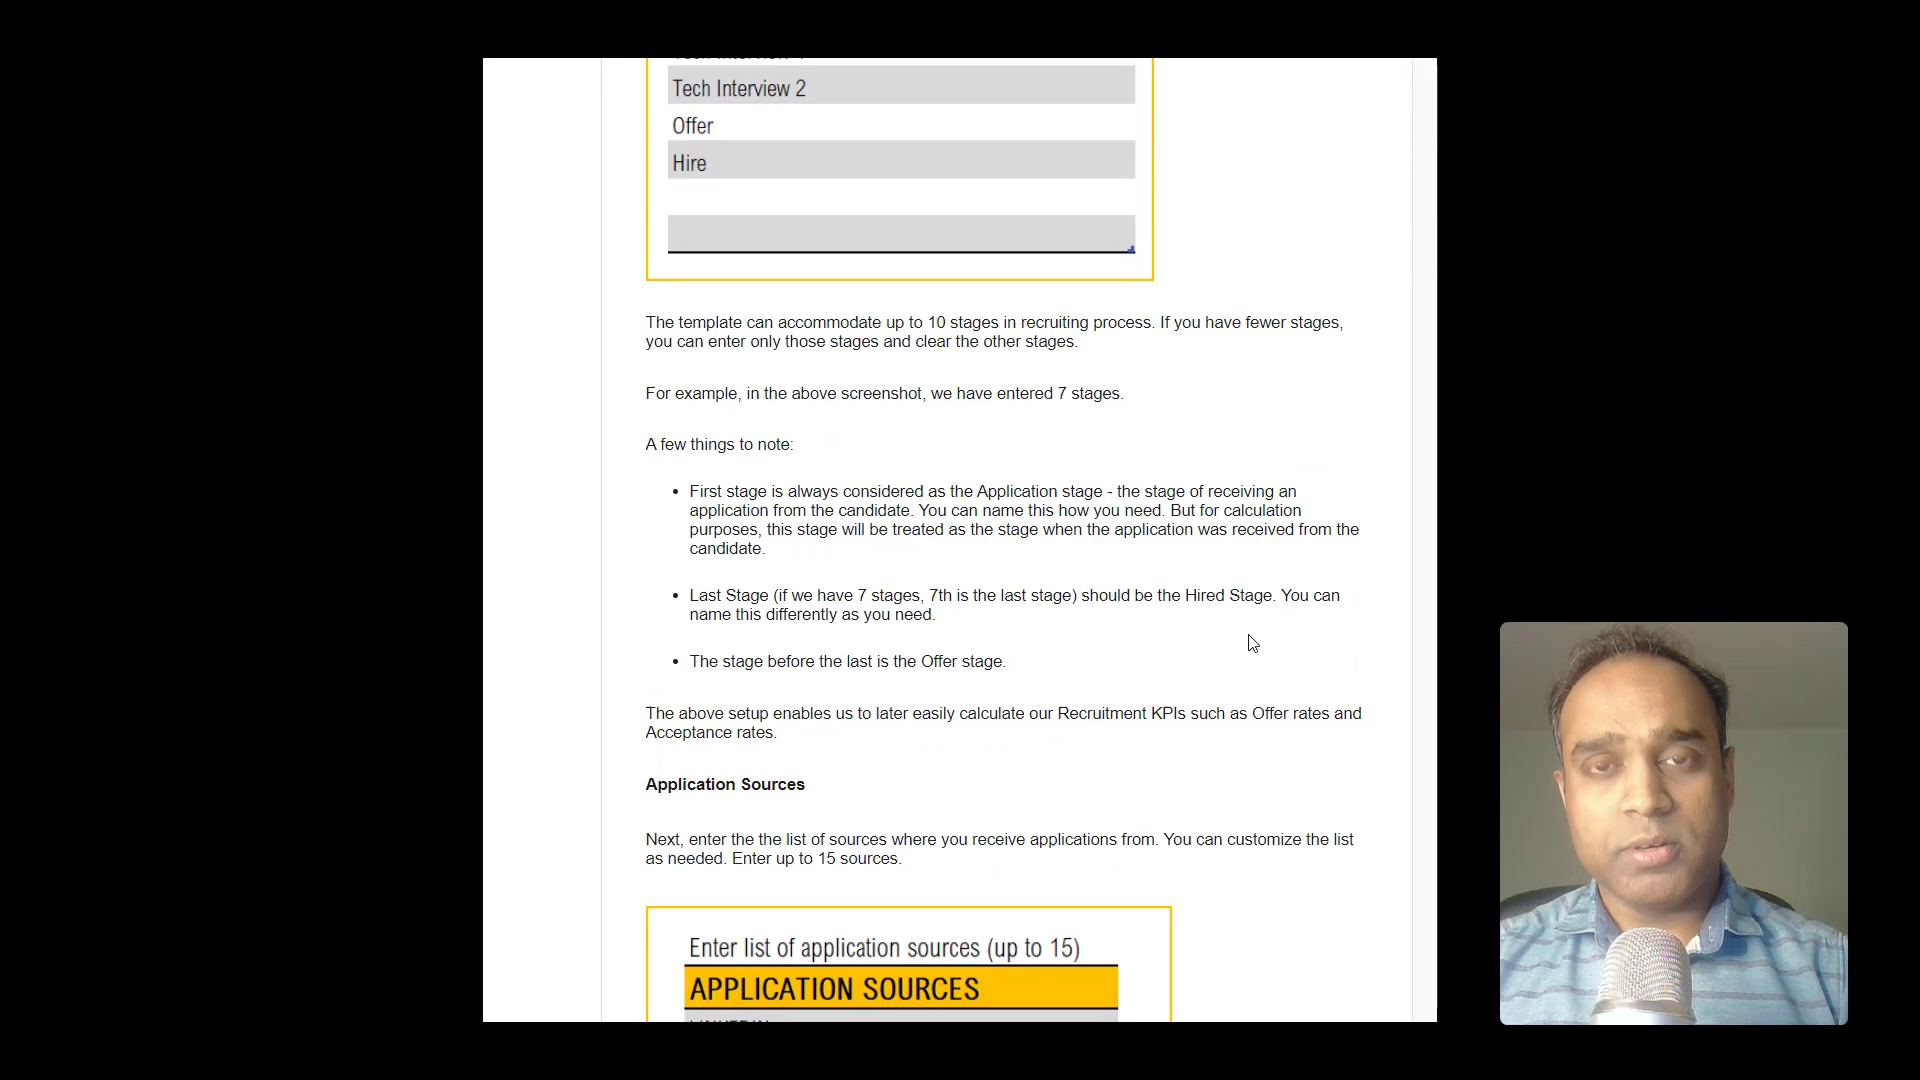 Tech Interview 2
Offer
Hire
The template can accommodate up to 10 stages in recruiting process. If you have fewer stages,
you can enter only those stages and clear the other stages.
For example, in the above screenshot, we have entered 7 stages.
A few things to note:
• First stage is always considered as the Application stage - the stage of receiving an
application from the candidate. You can name this how you need. But for calculation
purposes, this stage will be treated as the stage when the application was received from the
candidate.
• Last Stage (if we have 7 stages, 7th is the last stage) should be the Hired Stage. You can
name this differently as you need.
• The stage before the last is the Offer stage.
The above setup enables us to later easily calculate our Recruitment KPIs such as Offer rates and
Acceptance rates.
Application Sources
Next, enter the the list of sources where you receive applications from. You can customize the list
as needed. Enter up to 15 sources.
Enter list of application sources (up to 15)
APPLICATION SOURCES